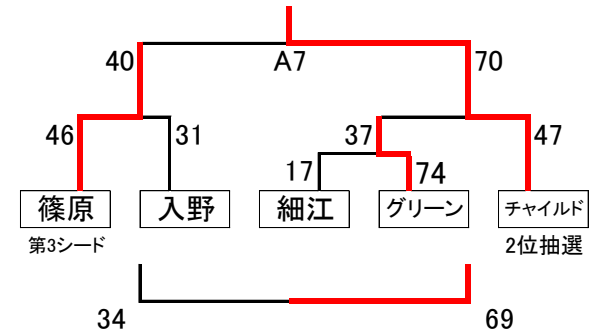 40 A7 70
46 31 37 47
17 74
篠原 入野 細江 グリーン チャイルド
第3シード 2位抽選
34 69